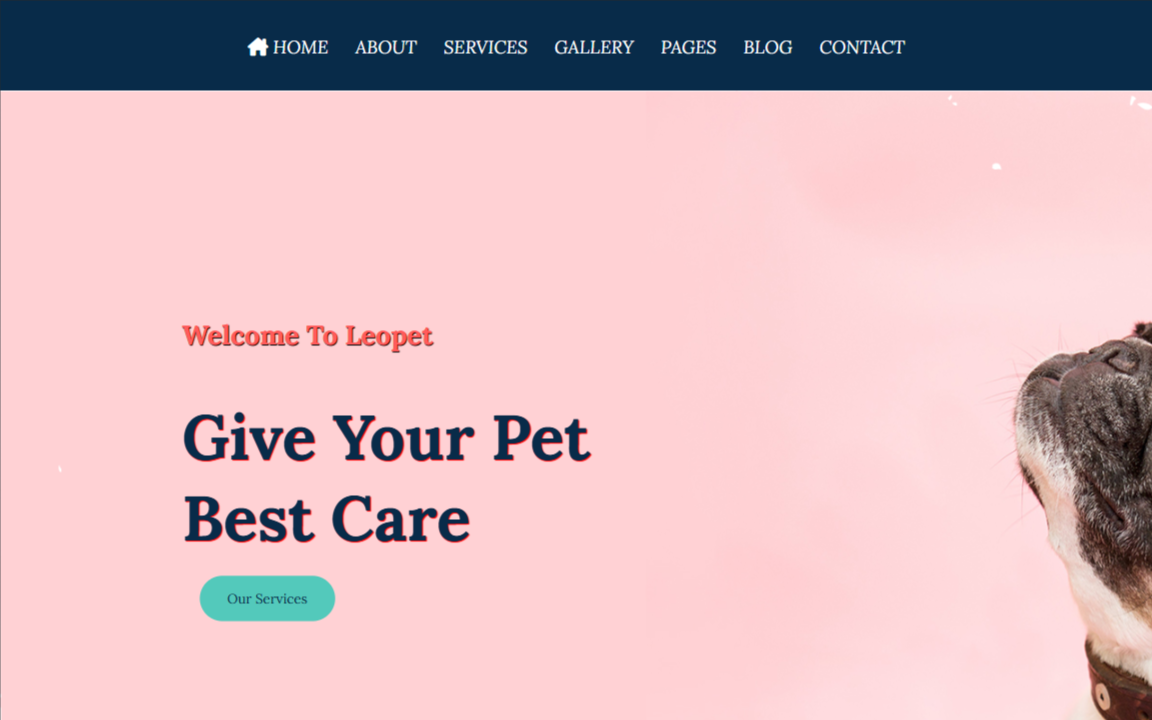 HOME ABOUT SERVICES GALLERY PAGES BLOG CONTACT
Welcome To Leopet
Give Your Pet
Best Care
Our Services